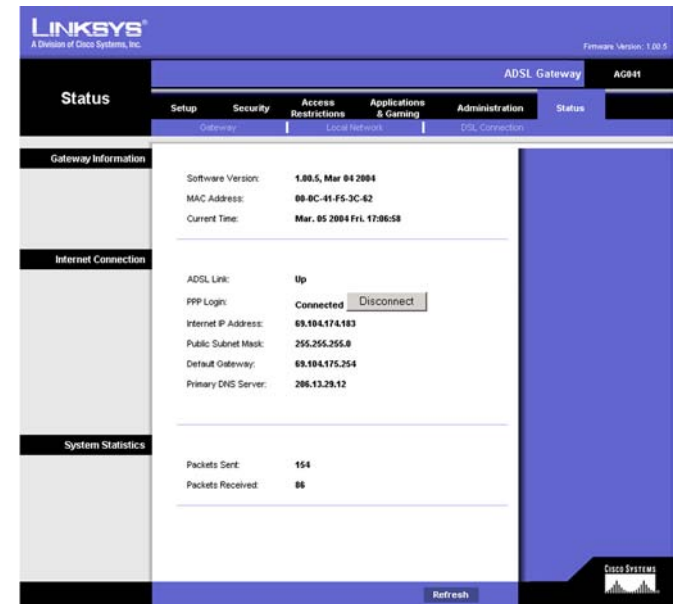 LINKSYS®
A Division of Cisco Systems, Inc.
Firmware Version: 1.00.5
ADSL Gateway AG041
Status
Setup Security Access Restrictions Applications & Gaming Administration Status
Gateway Local Network DSL Connection
Gateway Information
Software Version: 1.00.5, Mar 04 2004
MAC Address: 00-0C-41-F5-3C-62
Current Time: Mar. 05 2004 Fri. 17:06:58
Internet Connection
ADSL Link: Up
PPP Login: Connected Disconnect
Internet IP Address: 69.104.174.183
Public Subnet Mask: 255.255.255.0
Default Gateway: 69.104.175.254
Primary DNS Server: 206.13.29.12
System Statistics
Packets Sent: 154
Packets Received: 86
CISCO SYSTEMS
Refresh